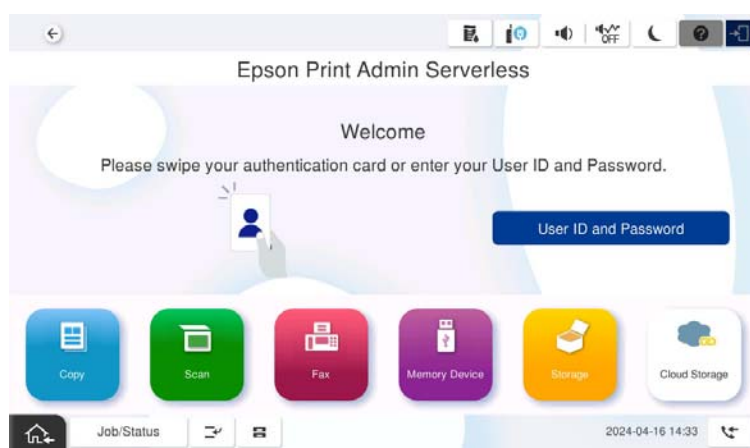 OFF
Epson Print Admin Serverless
Welcome
Please swipe your authentication card or enter your User ID and Password.
User ID and Password
Copy
Scan
Fax
Memory Device
Storage
Cloud Storage
Job/Status
2024-04-16 14:33